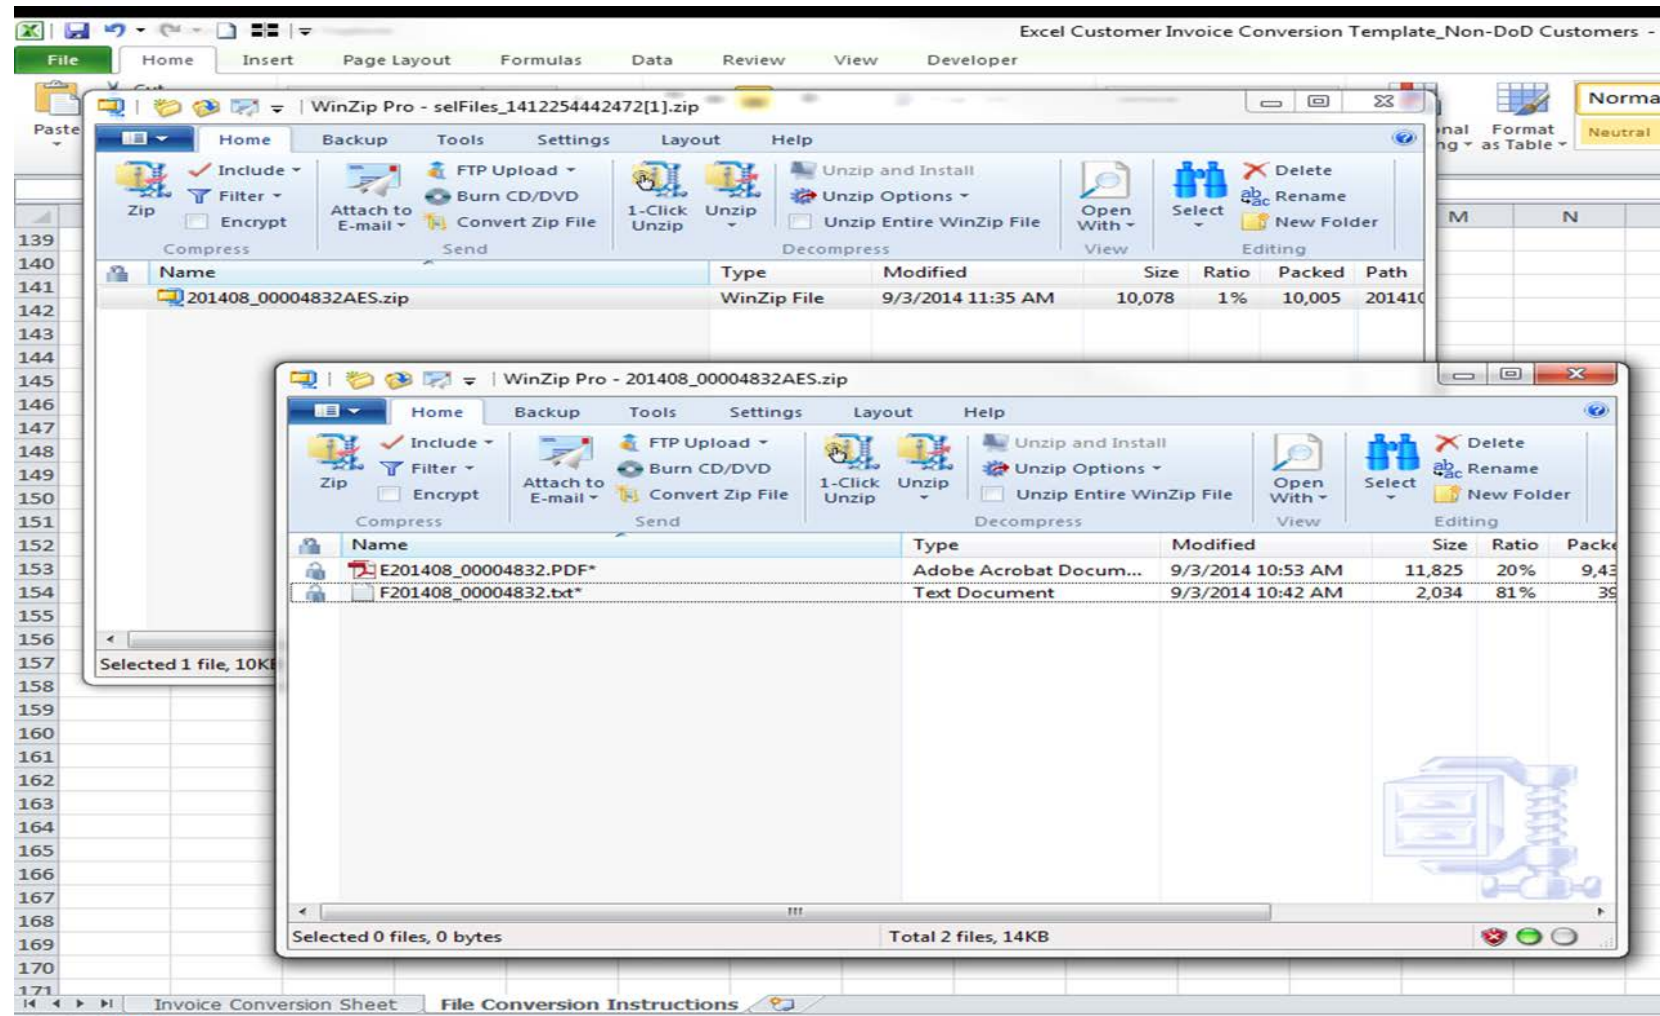 Excel Customer Invoice Conversion Template_Non-DoD Customers -
File Home Insert Page Layout Formulas Data Review View Developer
WinZip Pro - selFiles_1412254442472[1].zip
Paste
Format as Table
Neutral
Home Backup Tools Settings Layout Help
Zip
Include
Filter
Encrypt
Compress
Attach to E-mail
FTP Upload
Burn CD/DVD
Convert Zip File
Send
1-Click Unzip
Unzip
Unzip and Install
Unzip Options
Unzip Entire WinZip File
Decompress
Open With
View
Select
Delete
Rename
New Folder
Editing
M N
Name Type Modified Size Ratio Packed Path
201408_00004832AES.zip WinZip File 9/3/2014 11:35 AM 10,078 1% 10,005 20141
WinZip Pro - 201408_00004832AES.zip
Home Backup Tools Settings Layout Help
Zip
Include
Filter
Encrypt
Compress
Attach to E-mail
FTP Upload
Burn CD/DVD
Convert Zip File
Send
1-Click Unzip
Unzip
Unzip and Install
Unzip Options
Unzip Entire WinZip File
Decompress
Open With
View
Select
Delete
Rename
New Folder
Editing
Name Type Modified Size Ratio Packe
E201408_00004832.PDF* Adobe Acrobat Docum... 9/3/2014 10:53 AM 11,825 20% 9,43
F201408_00004832.txt* Text Document 9/3/2014 10:42 AM 2,034 81% 39
Selected 1 file, 10K
Selected 0 files, 0 bytes Total 2 files, 14KB
139
140
141
142
143
144
145
146
147
148
149
150
151
152
153
154
155
156
157
158
159
160
161
162
163
164
165
166
167
168
169
170
171
Invoice Conversion Sheet File Conversion Instructions